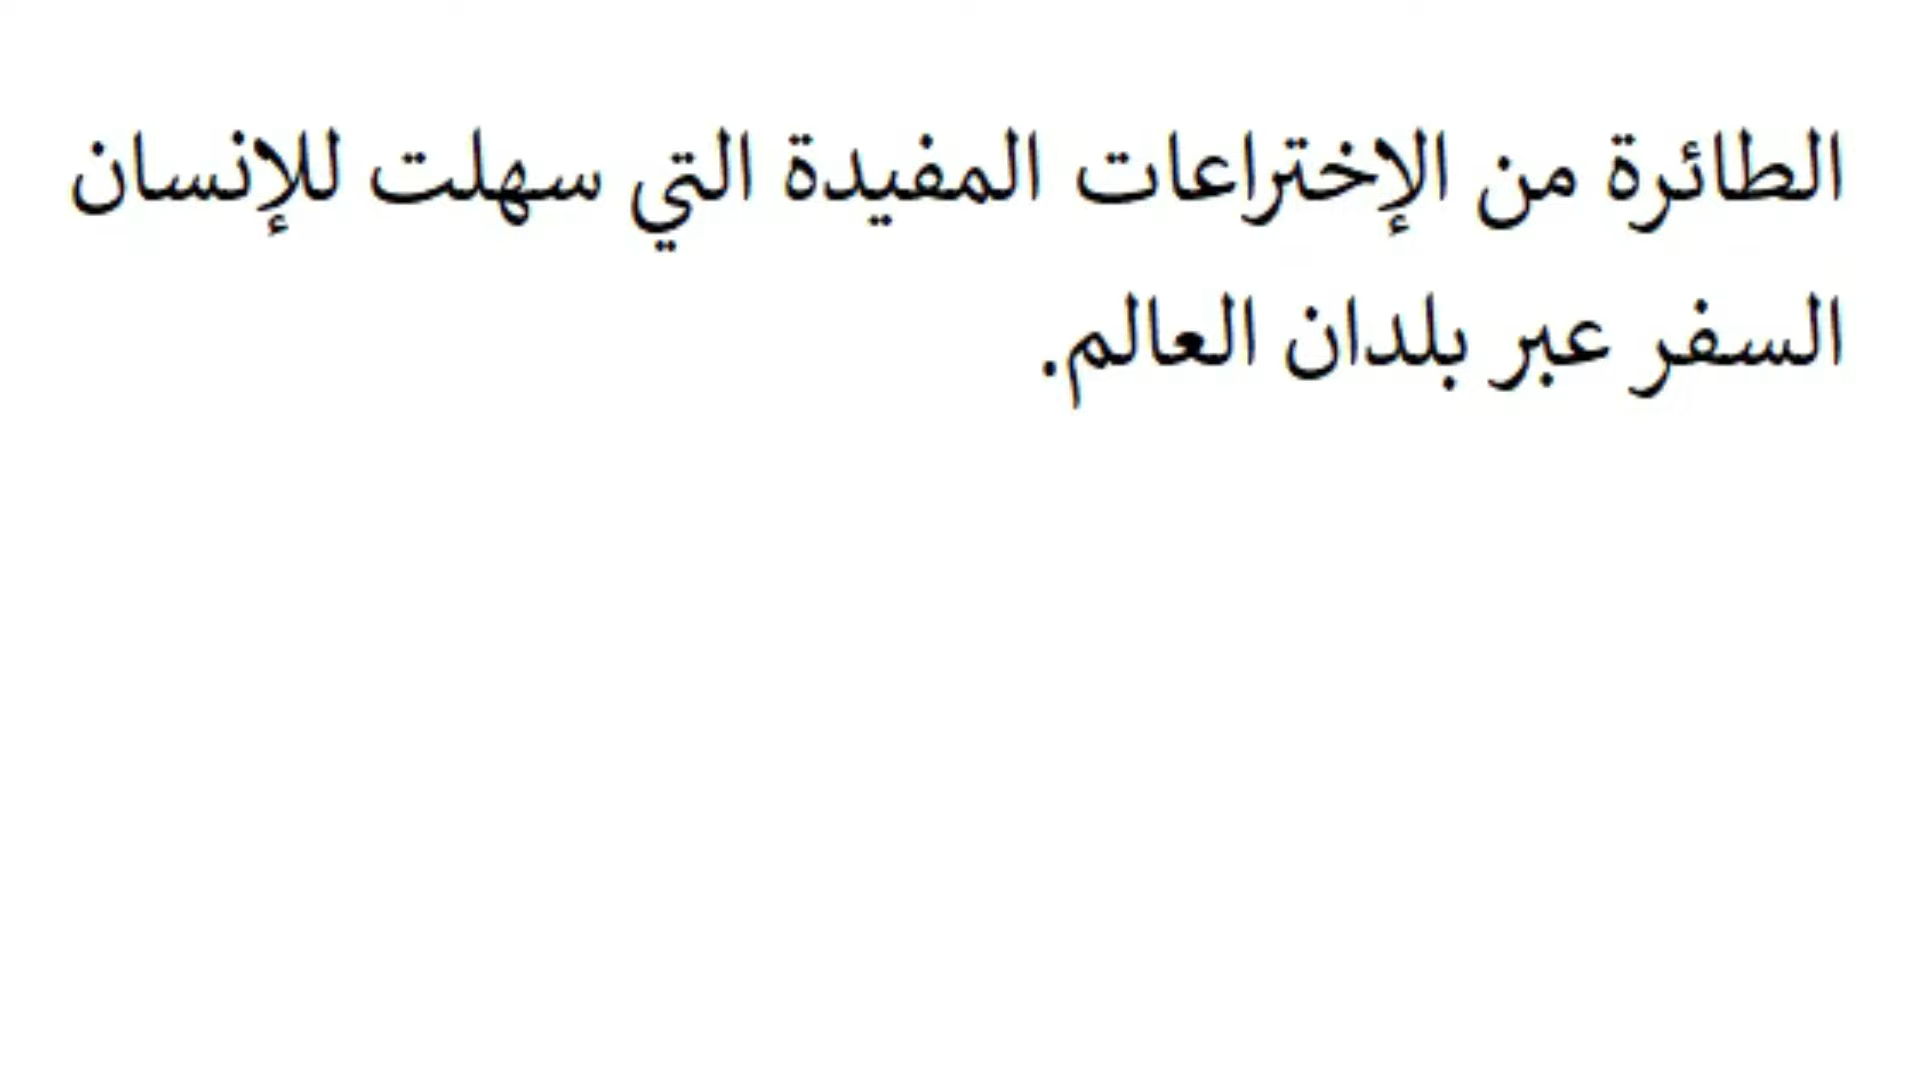 الطائرة من الإختراعات المفيدة التي سهلت للإنسان
السفر عبر بلدان العالم.